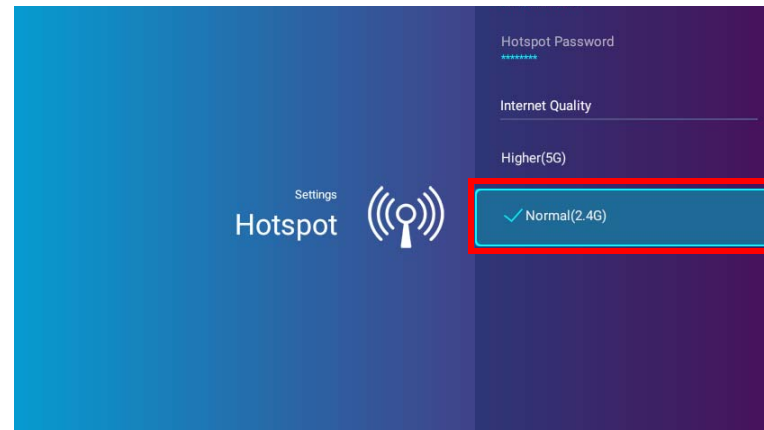 Settings
Hotspot
Hotspot Password
********
Internet Quality
Higher(5G)
Normal(2.4G)